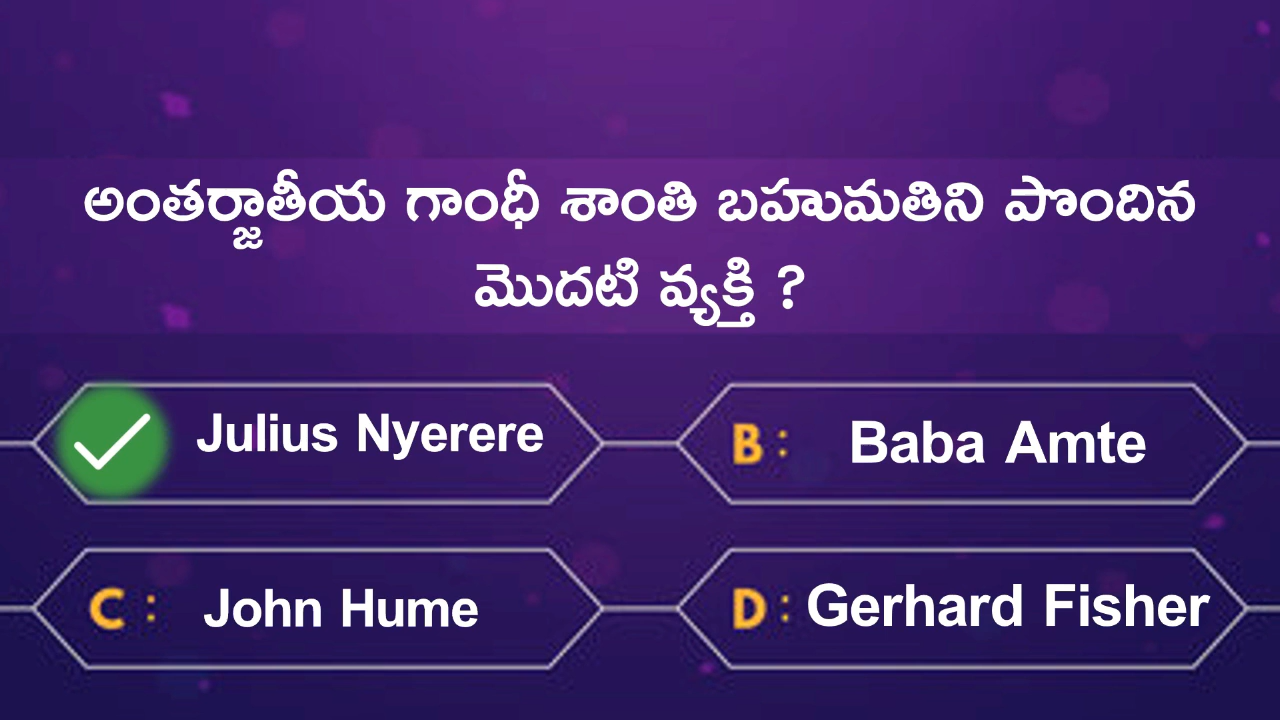 అంతర్జాతీయ గాంధీ శాంతి బహుమతిని పొందిన
మొదటి వ్యక్తి ?
Julius Nyerere
B : Baba Amte
C : John Hume
D : Gerhard Fisher